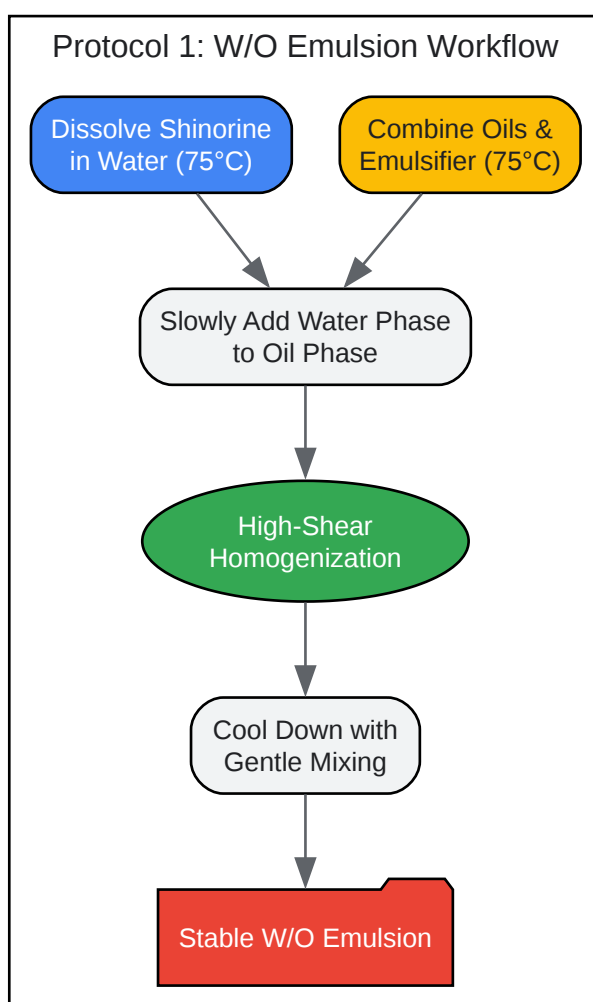 Protocol 1: W/O Emulsion Workflow
Dissolve Shinorine
in Water (75°C)
Combine Oils &
Emulsifier (75°C)
Slowly Add Water Phase
to Oil Phase
High-Shear
Homogenization
Cool Down with
Gentle Mixing
Stable W/O Emulsion